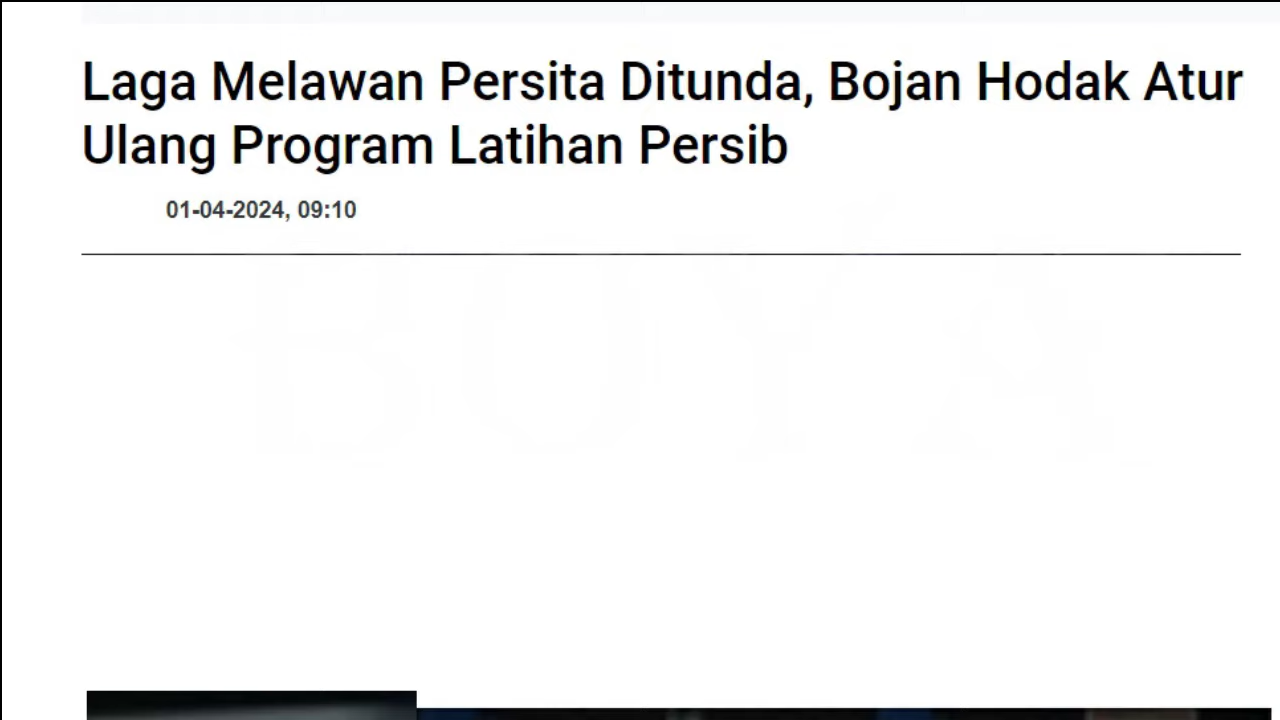 Laga Melawan Persita Ditunda, Bojan Hodak Atur
Ulang Program Latihan Persib
01-04-2024, 09:10